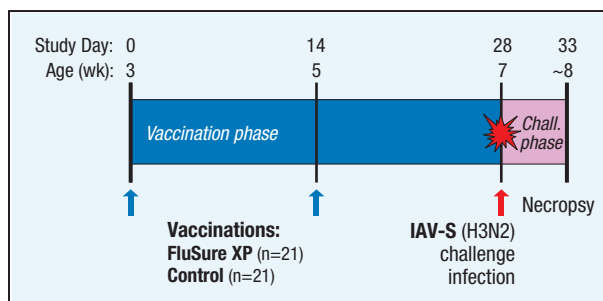 Study Day: 0 14 28 33
Age (wk): 3 5 7 ~8
Vaccination phase
Chall.
phase
Necropsy
Vaccinations:
FluSure XP (n=21)
Control (n=21)
IAV-S (H3N2)
challenge
infection